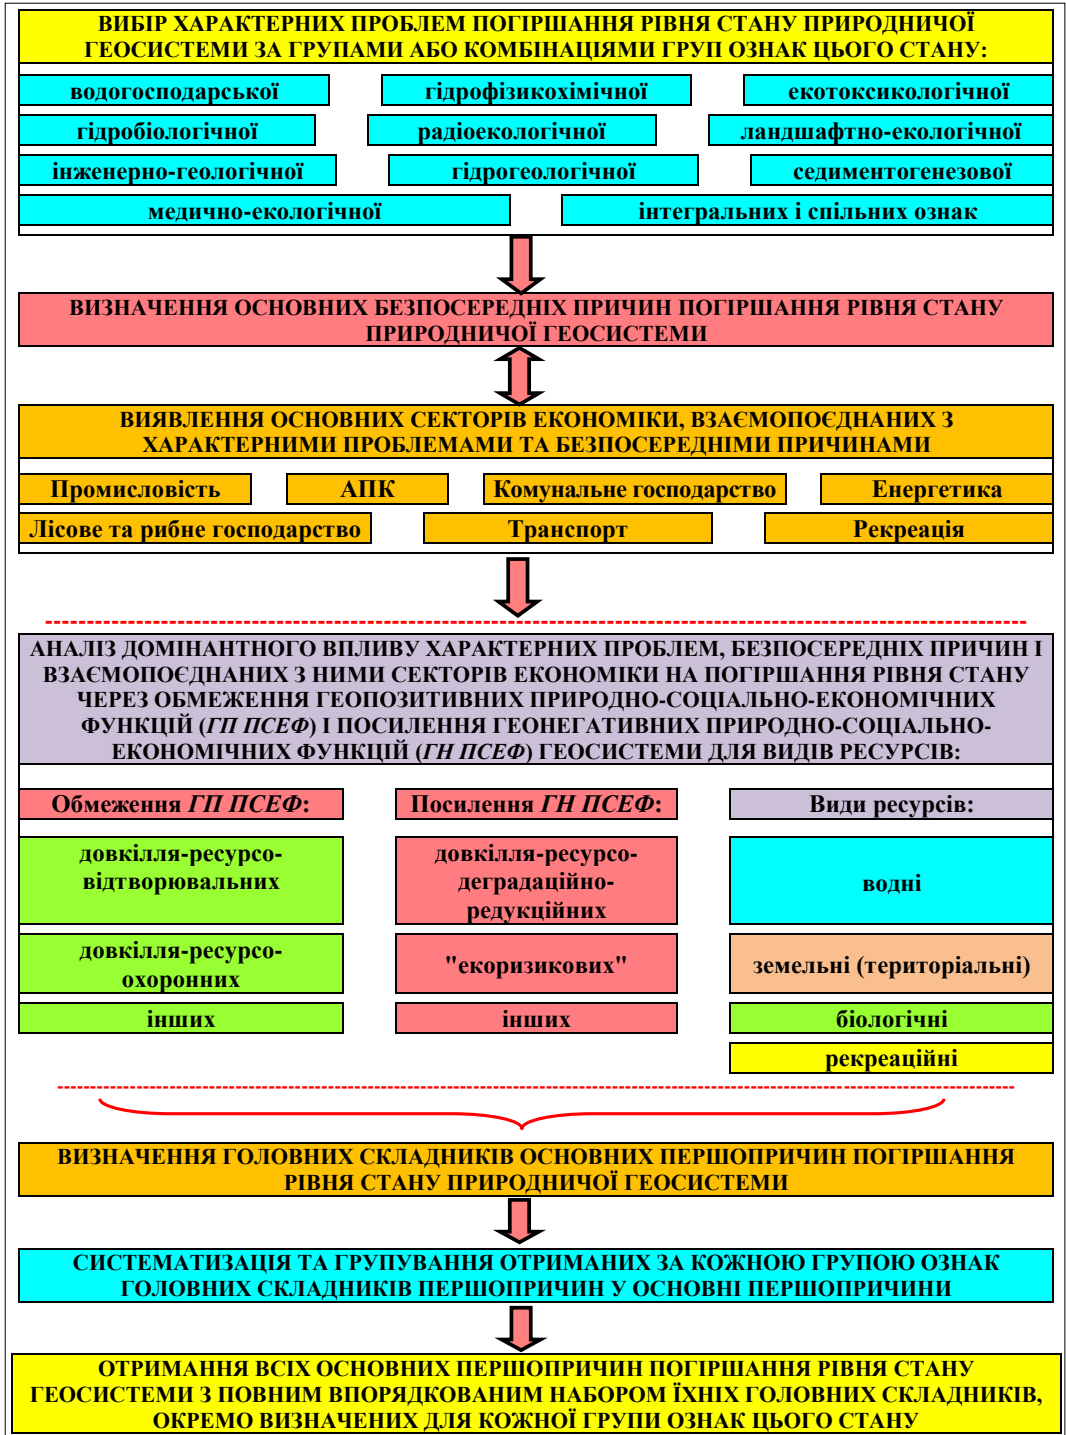 ВИБІР ХАРАКТЕРНИХ ПРОБЛЕМ ПОГІРШАННЯ РІВНЯ СТАНУ ПРИРОДНИЧОЇ
ГЕОСИСТЕМИ ЗА ГРУПАМИ АБО КОМБІНАЦІЯМИ ГРУП ОЗНАК ЦЬОГО СТАНУ:
водогосподарської
гідрофізикохімічної
екотоксикологічної
гідробіологічної
радіоекологічної
ландшафтно-екологічної
інженерно-геологічної
гідрогеологічної
седиментогенезової
медично-екологічної
інтегральних і спільних ознак
ВИЗНАЧЕННЯ ОСНОВНИХ БЕЗПОСЕРЕДНІХ ПРИЧИН ПОГІРШАННЯ РІВНЯ СТАНУ
ПРИРОДНИЧОЇ ГЕОСИСТЕМИ
ВИЯВЛЕННЯ ОСНОВНИХ СЕКТОРІВ ЕКОНОМІКИ, ВЗАЄМОПОЄДНАНИХ З
ХАРАКТЕРНИМИ ПРОБЛЕМАМИ ТА БЕЗПОСЕРЕДНІМИ ПРИЧИНАМИ
Промисловість
АПК
Комунальне господарство
Енергетика
Лісове та рибне господарство
Транспорт
Рекреація
АНАЛІЗ ДОМІНАНТНОГО ВПЛИВУ ХАРАКТЕРНИХ ПРОБЛЕМ, БЕЗПОСЕРЕДНІХ ПРИЧИН І
ВЗАЄМОПОЄДНАНИХ З НИМИ СЕКТОРІВ ЕКОНОМІКИ НА ПОГІРШАННЯ РІВНЯ СТАНУ
ЧЕРЕЗ ОБМЕЖЕННЯ ГЕОПОЗИТИВНИХ ПРИРОДНО-СОЦІАЛЬНО-ЕКОНОМІЧНИХ
ФУНКЦІЙ (ГП ПСЕФ) І ПОСИЛЕННЯ ГЕОНЕГАТИВНИХ ПРИРОДНО-СОЦІАЛЬНО-
ЕКОНОМІЧНИХ ФУНКЦІЙ (ГН ПСЕФ) ГЕОСИСТЕМИ ДЛЯ ВИДІВ РЕСУРСІВ:
Обмеження ГП ПСЕФ:
Посилення ГН ПСЕФ:
Види ресурсів:
довкілля-ресурсо-
відтворювальних
довкілля-ресурсо-
деградаційно-
редукційних
водні
довкілля-ресурсо-
охоронних
"екоризикових"
земельні (територіальні)
інших
інших
біологічні
рекреаційні
ВИЗНАЧЕННЯ ГОЛОВНИХ СКЛАДНИКІВ ОСНОВНИХ ПЕРШОПРИЧИН ПОГІРШАННЯ
РІВНЯ СТАНУ ПРИРОДНИЧОЇ ГЕОСИСТЕМИ
СИСТЕМАТИЗАЦІЯ ТА ГРУПУВАННЯ ОТРИМАНИХ ЗА КОЖНОЮ ГРУПОЮ ОЗНАК
ГОЛОВНИХ СКЛАДНИКІВ ПЕРШОПРИЧИН У ОСНОВНІ ПЕРШОПРИЧИНИ
ОТРИМАННЯ ВСІХ ОСНОВНИХ ПЕРШОПРИЧИН ПОГІРШАННЯ РІВНЯ СТАНУ
ГЕОСИСТЕМИ З ПОВНИМ ВПОРЯДКОВАНИМ НАБОРОМ ЇХНІХ ГОЛОВНИХ СКЛАДНИКІВ,
ОКРЕМО ВИЗНАЧЕНИХ ДЛЯ КОЖНОЇ ГРУПИ ОЗНАК ЦЬОГО СТАНУ